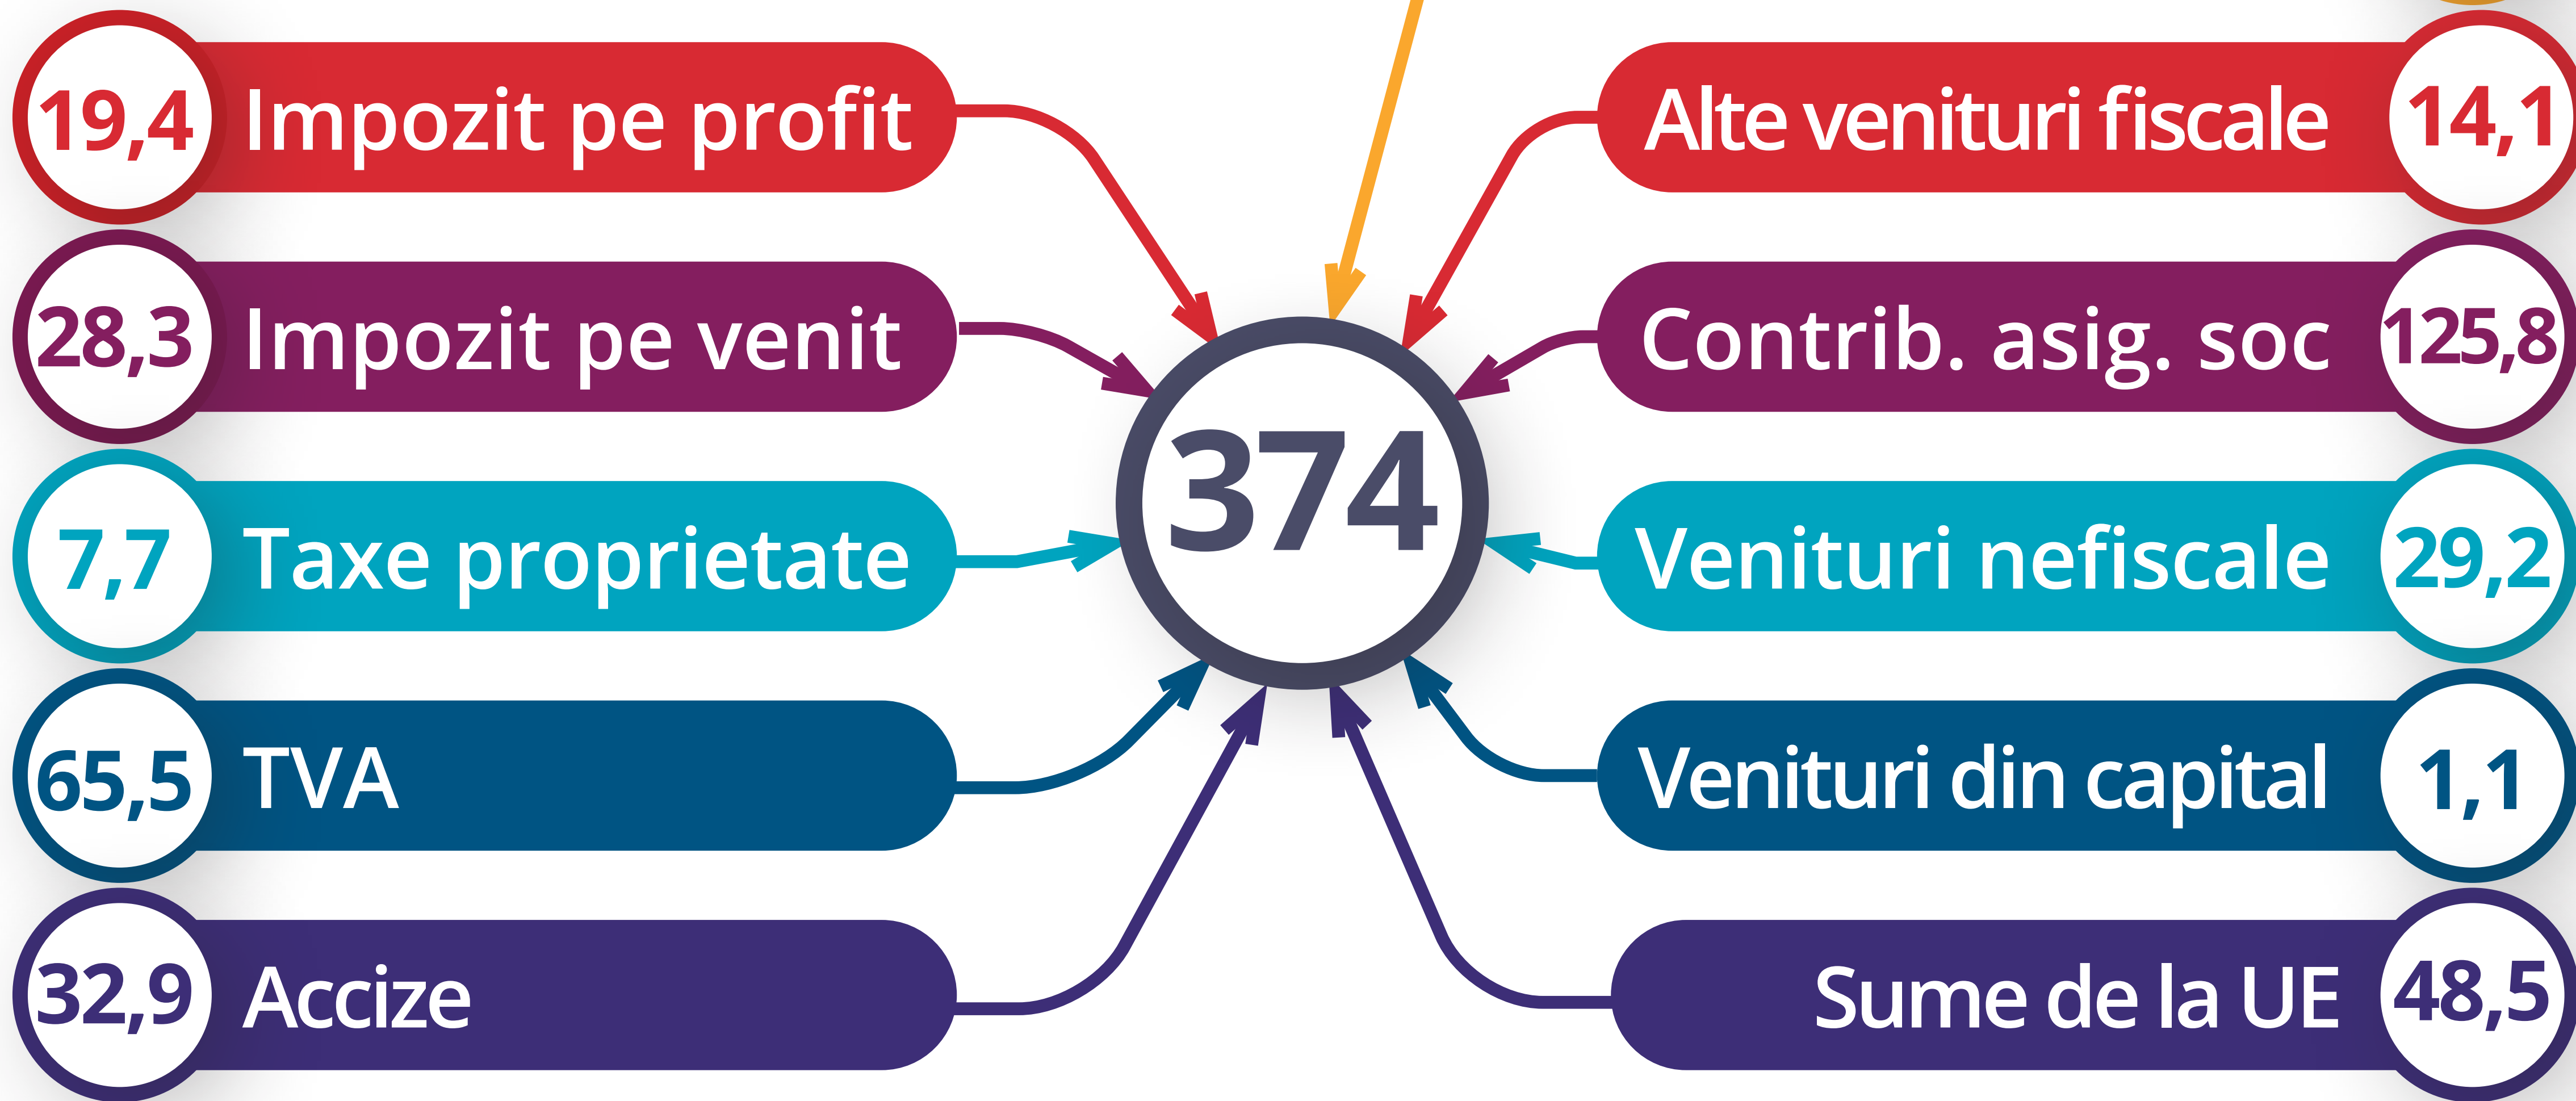 19,4 Impozit pe profit
28,3 Impozit pe venit
7,7 Taxe proprietate
65,5 TVA
32,9 Accize
374
Alte venituri fiscale 14,1
Contrib. asig. soc 125,8
Venituri nefiscale 29,2
Venituri din capital 1,1
Sume de la UE 48,5